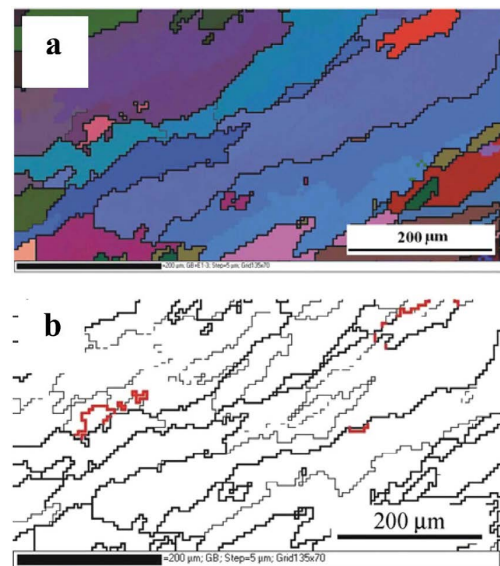 a
200 µm
=200 µm; GB+E1-3; Step=5 µm; Grid135x70
b
200 µm
=200 µm; GB; Step=5 µm; Grid135x70